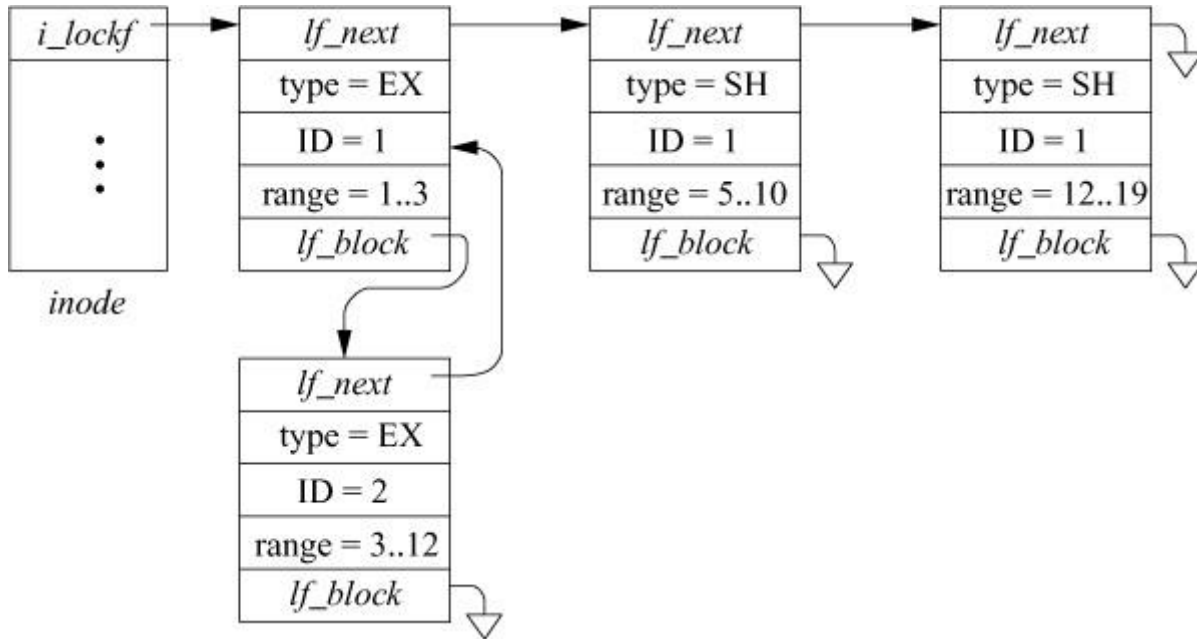 i_lockf
inode
lf_next
type = EX
ID = 1
range = 1..3
lf_block
lf_next
type = SH
ID = 1
range = 5..10
lf_block
lf_next
type = SH
ID = 1
range = 12..19
lf_block
lf_next
type = EX
ID = 2
range = 3..12
lf_block